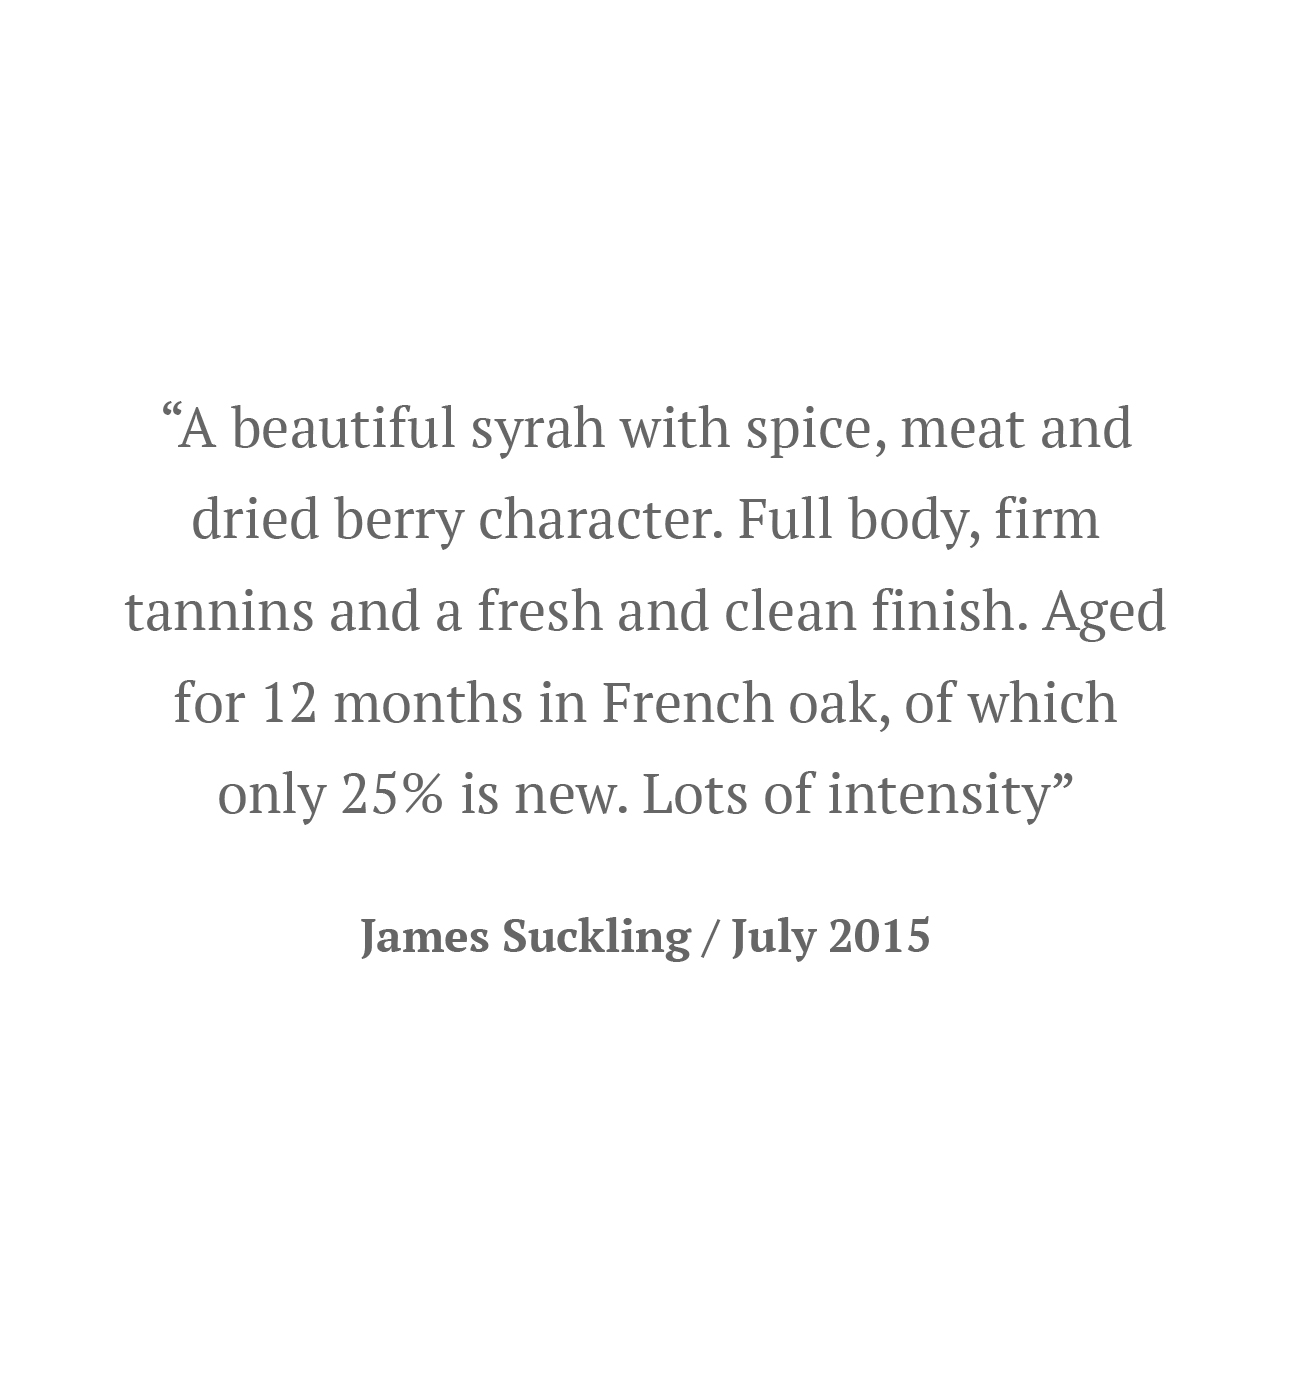 “A beautiful syrah with spice, meat and
dried berry character. Full body, firm
tannins and a fresh and clean finish. Aged
for 12 months in French oak, of which
only 25% is new. Lots of intensity”
James Suckling / July 2015